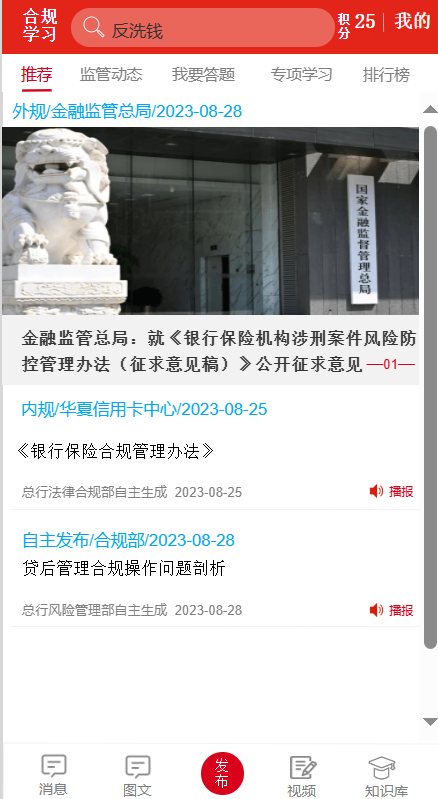 合规
学习
反洗钱
积分 25
我的
推荐 监管动态 我要答题 专项学习 排行榜
外规/金融监管总局/2023-08-28
国家金融监督管理总局
金融监管总局：就《银行保险机构涉刑案件风险防
控管理办法（征求意见稿）》公开征求意见 —01—
内规/华夏信用卡中心/2023-08-25
《银行保险合规管理办法》
总行法律合规部自主生成 2023-08-25 播报
自主发布/合规部/2023-08-28
贷后管理合规操作问题剖析
总行风险管理部自主生成 2023-08-28 播报
消息 图文 发布 视频 知识库